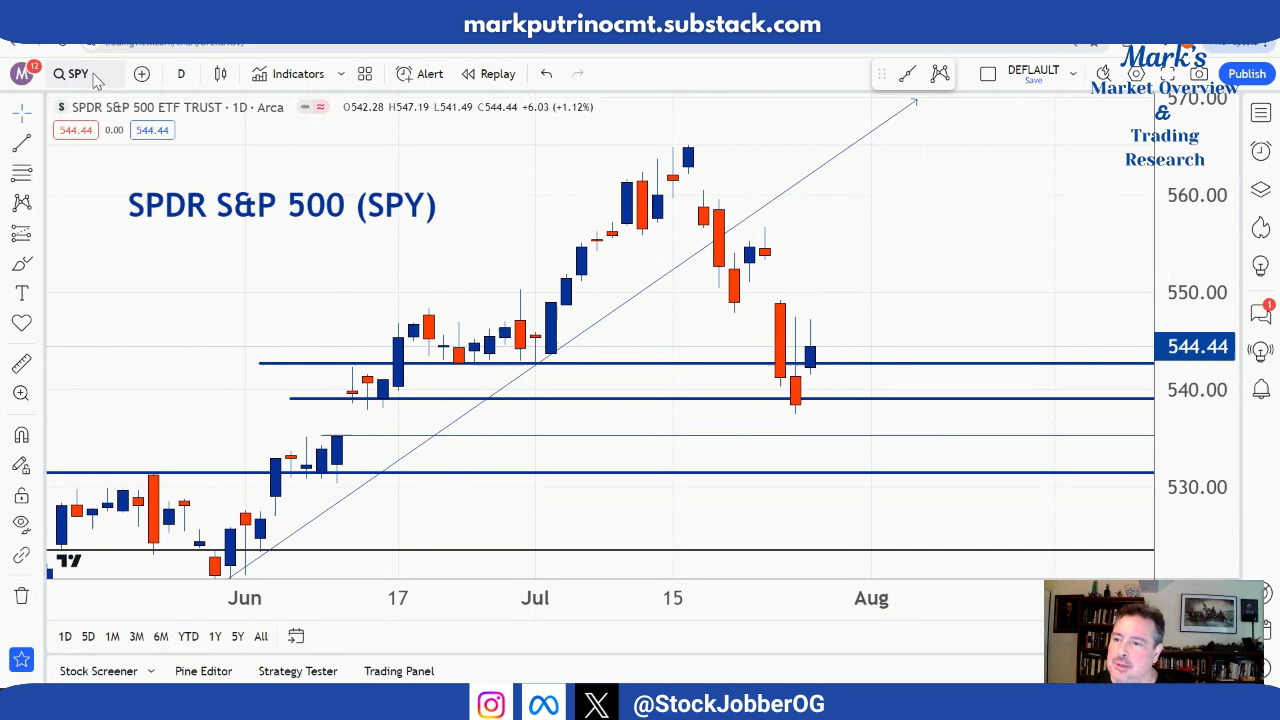 markputrinocmt.substack.com
M
12
SPY
D
Indicators
Alert
Replay
DEFAULT
Save
Publish
Mark's
Market Overview
&
Trading
Research
S
SPDR S&P 500 ETF TRUST · 1D · Arca
O542.28 H547.19 L541.49 C544.44 +6.03 (+1.12%)
544.44
0.00
544.44
SPDR S&P 500 (SPY)
570.00
560.00
550.00
544.44
540.00
530.00
1
Jun
17
Jul
15
Aug
1D
5D
1M
3M
6M
YTD
1Y
5Y
All
Stock Screener
Pine Editor
Strategy Tester
Trading Panel
@StockJobberOG